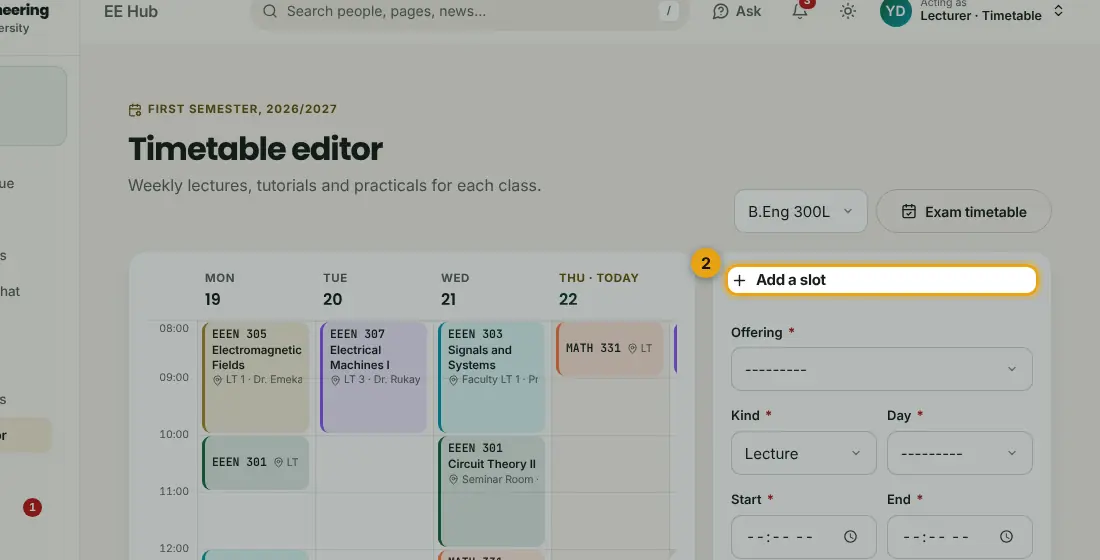 EE Hub
Search people, pages, news...
/
Ask
3
YD
Acting as
Lecturer · Timetable
FIRST SEMESTER, 2026/2027
Timetable editor
Weekly lectures, tutorials and practicals for each class.
B.Eng 300L
Exam timetable
MON
19
TUE
20
WED
21
THU · TODAY
22
2
Add a slot
08:00
09:00
10:00
11:00
12:00
EEEN 305
Electromagnetic
Fields
LT 1 · Dr. Emeka
EEEN 307
Electrical
Machines I
LT 3 · Dr. Rukay
EEEN 303
Signals and
Systems
Faculty LT 1 · Pr
MATH 331 LT
EEEN 301 LT
EEEN 301
Circuit Theory II
Seminar Room ·
Offering *
---------
Kind *
Lecture
Day *
---------
Start *
--:-- --
End *
--:-- --
1